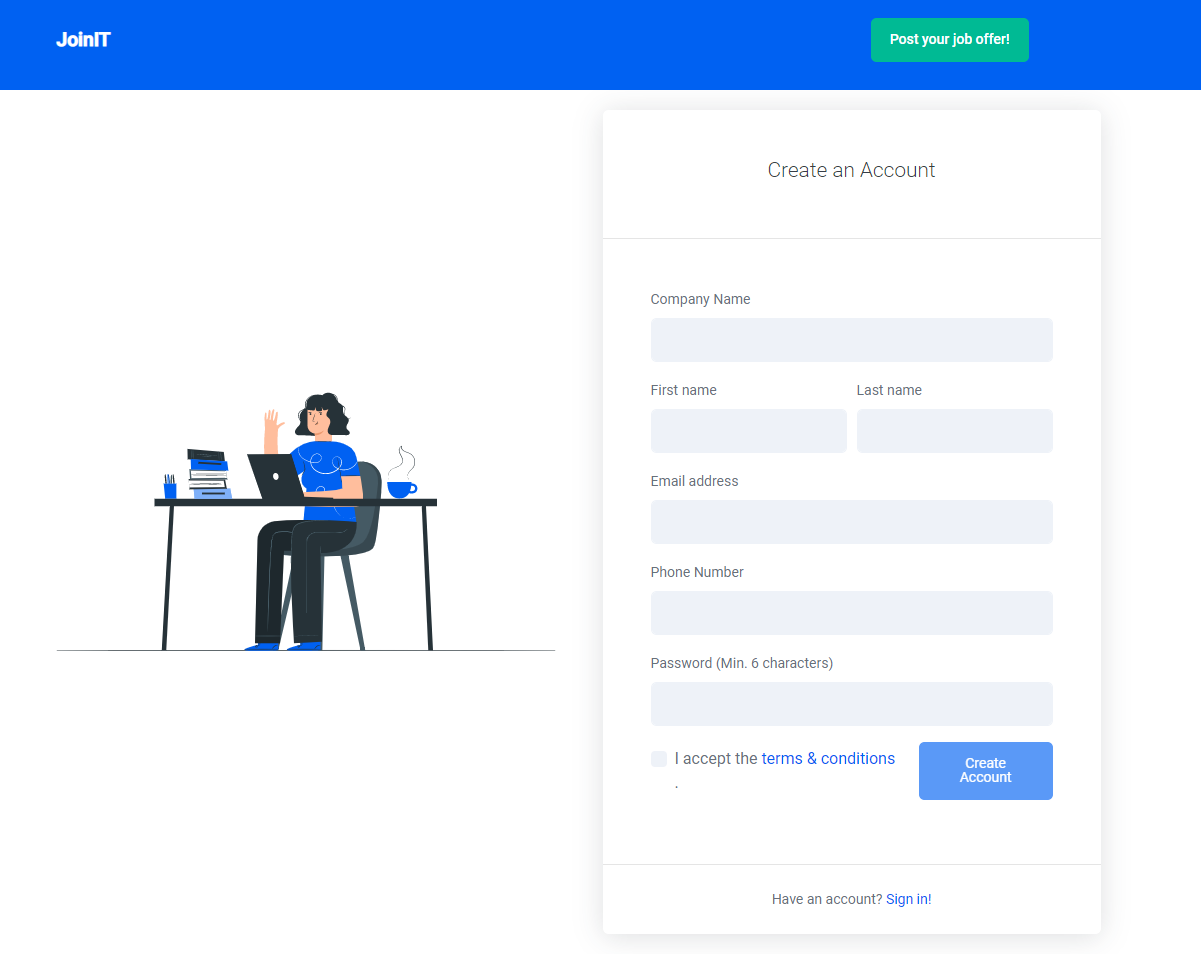 JoinIT
Post your job offer!
Create an Account
Company Name
First name
Last name
Email address
Phone Number
Password (Min. 6 characters)
I accept the terms & conditions
.
Create
Account
Have an account? Sign in!